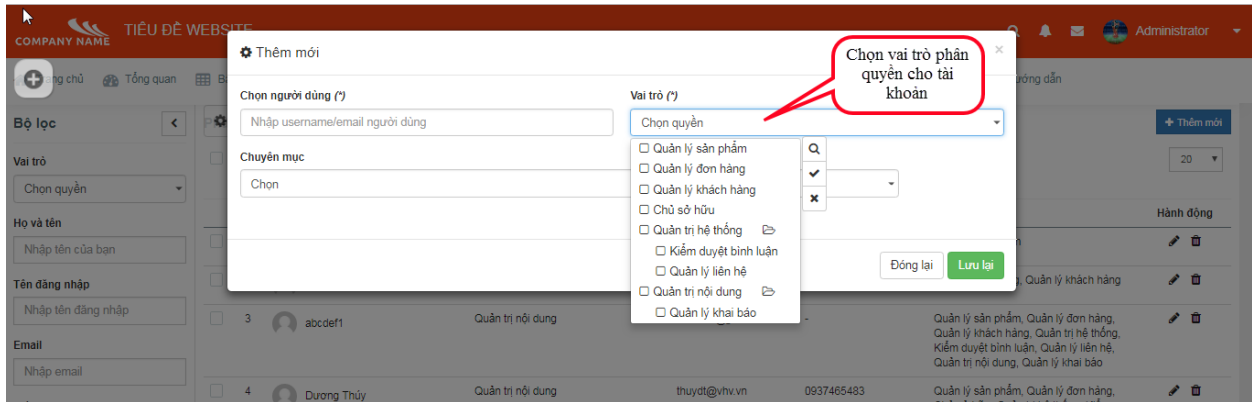 COMPANY NAME
TIÊU ĐỀ WEBSITE
Administrator
Tổng quan
ng chủ
ướng dẫn
Thêm mới
×
Chọn vai trò phân
quyền cho tài
khoản
Chọn người dùng (*)
Vai trò (*)
Nhập username/email người dùng
Chọn quyền
Chuyên mục
Chọn
Quản lý sản phẩm
Quản lý đơn hàng
Quản lý khách hàng
Chủ sở hữu
Quản trị hệ thống
Kiểm duyệt bình luận
Quản lý liên hệ
Quản trị nội dung
Quản lý khai báo
Đóng lại
Lưu lại
Bộ lọc
Vai trò
Chọn quyền
Họ và tên
Nhập tên của bạn
Tên đăng nhập
Nhập tên đăng nhập
Email
Nhập email
Thêm mới
20
Hành động
, Quản lý khách hàng
3
abcdef1
Quản trị nội dung
-
Quản lý sản phẩm, Quản lý đơn hàng,
Quản lý khách hàng, Quản trị hệ thống,
Kiểm duyệt bình luận, Quản lý liên hệ,
Quản trị nội dung, Quản lý khai báo
4
Dương Thúy
Quản trị nội dung
thuydt@vhv.vn
0937465483
Quản lý sản phẩm, Quản lý đơn hàng,